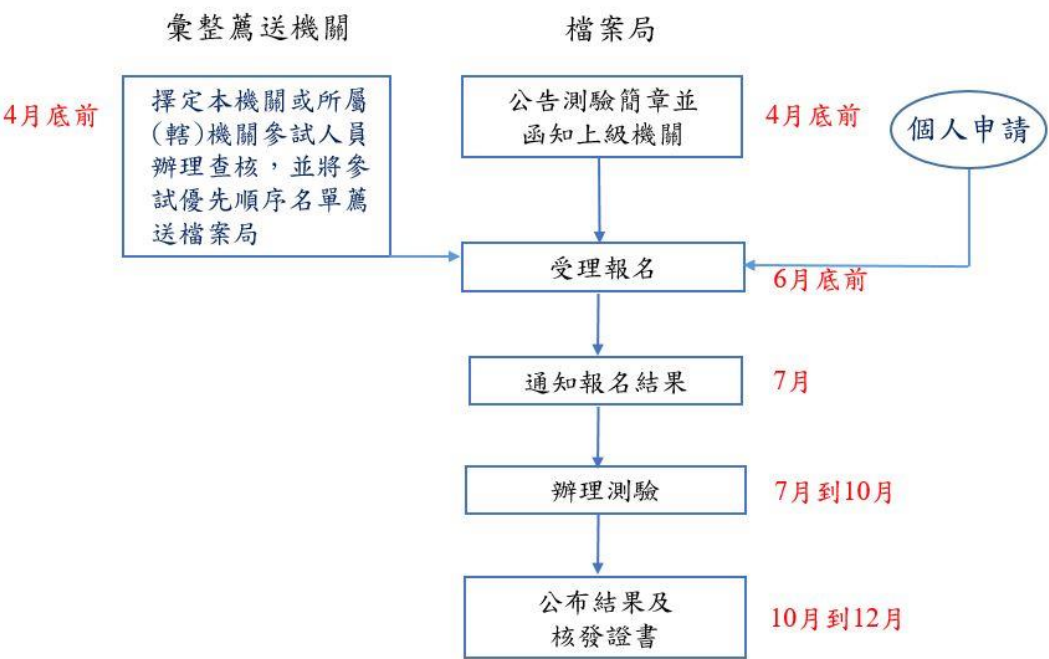 彙整薦送機關
檔案局
4月底前
擇定本機關或所屬
(轄)機關參試人員
辦理查核，並將參
試優先順序名單薦
送檔案局
公告測驗簡章並
函知上級機關
4月底前
個人申請
受理報名
6月底前
通知報名結果
7月
辦理測驗
7月到10月
公布結果及
核發證書
10月到12月